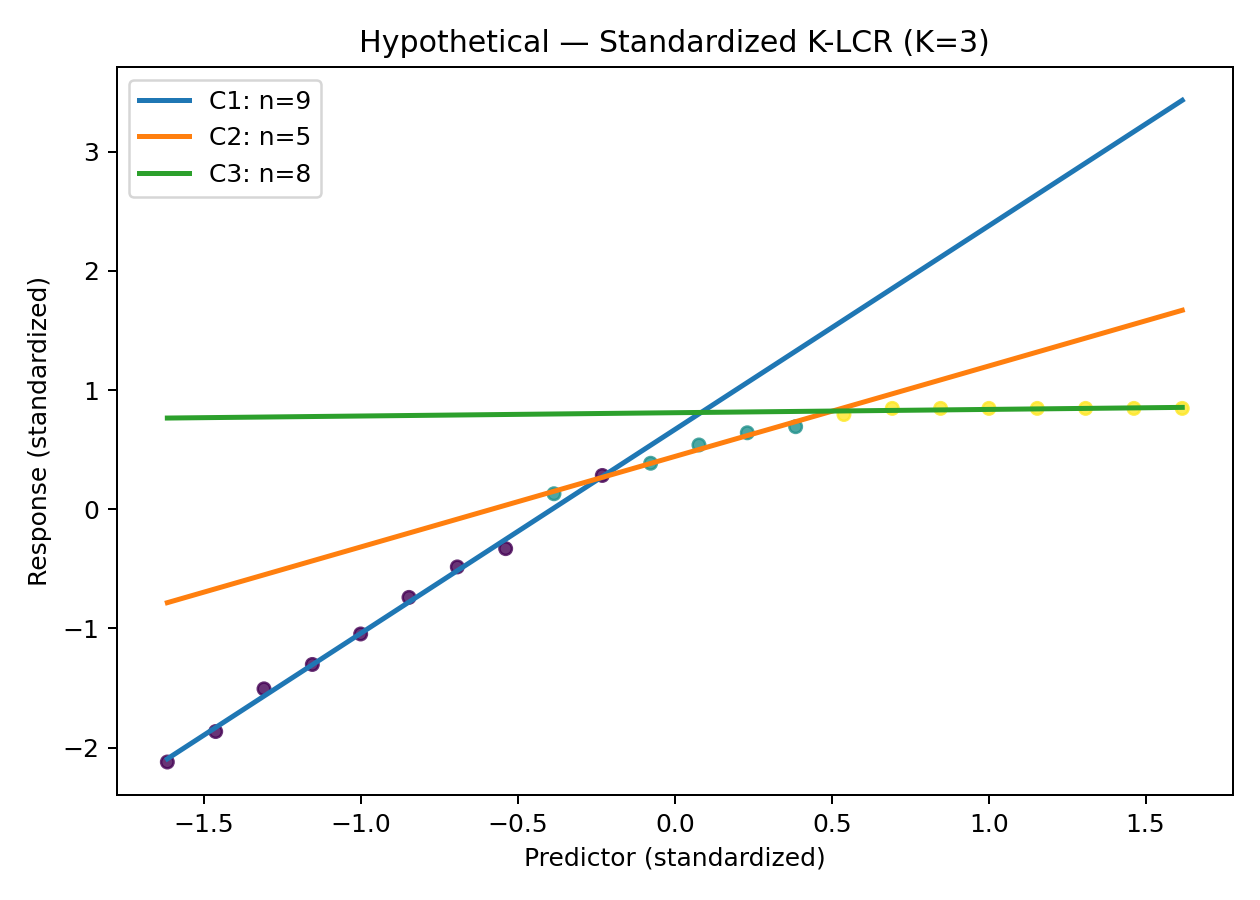 Hypothetical — Standardized K-LCR (K=3)
C1: n=9
C2: n=5
C3: n=8
Response (standardized)
3
2
1
0
−1
−2
−1.5 −1.0 −0.5 0.0 0.5 1.0 1.5
Predictor (standardized)